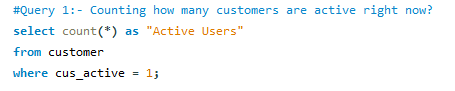 #Query 1:- Counting how many customers are active right now?
select count(*) as "Active Users"
from customer
where cus_active = 1;